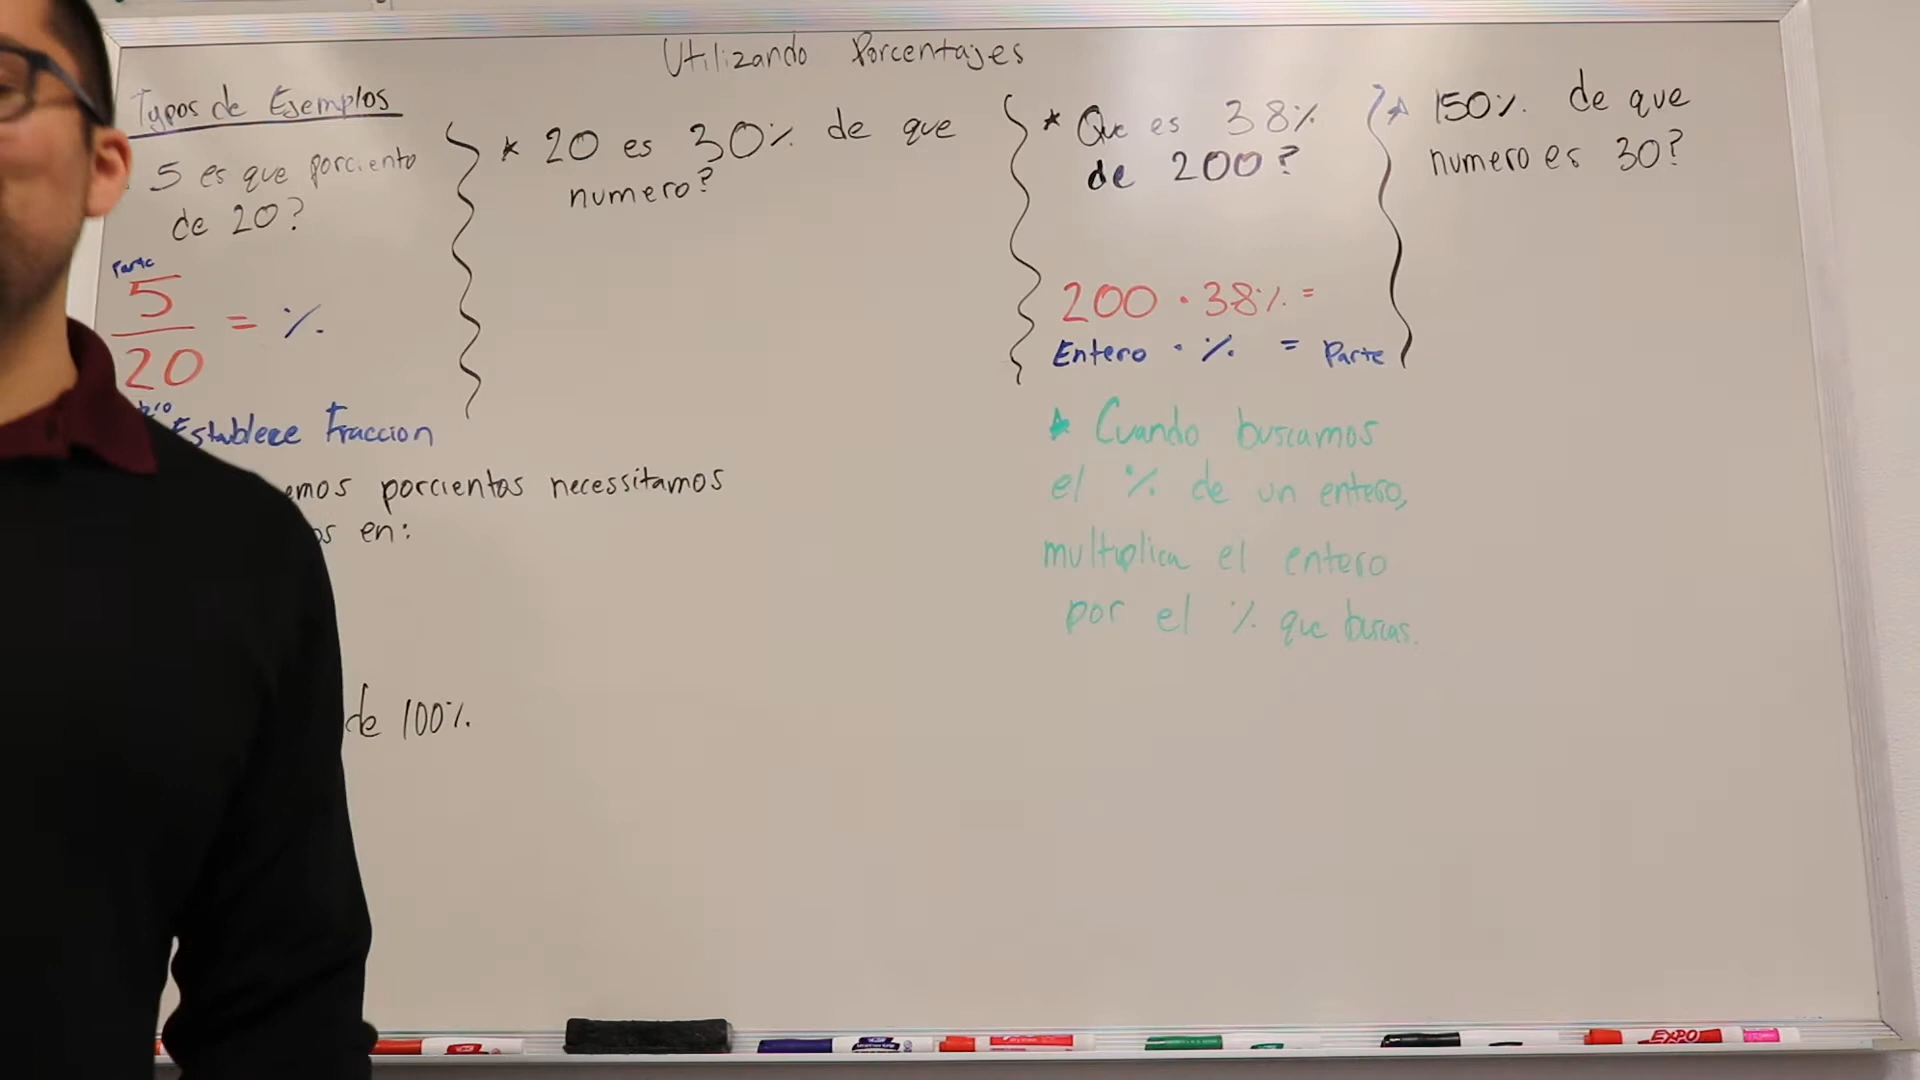 Utilizando Porcentajes
Typos de Ejemplos
5 es que porciento
de 20?
Parte
5
20
= %
Establece Fraccion
porcientos necessitamos
en:
de 100%
* 20 es 30% de que
numero?
* Que es 38%
de 200?
200 · 38% =
Entero · % = Parte
* Cuando buscamos
el % de un entero,
multiplica el entero
por el % que buscas.
* 150% de que
numero es 30?
EXPO